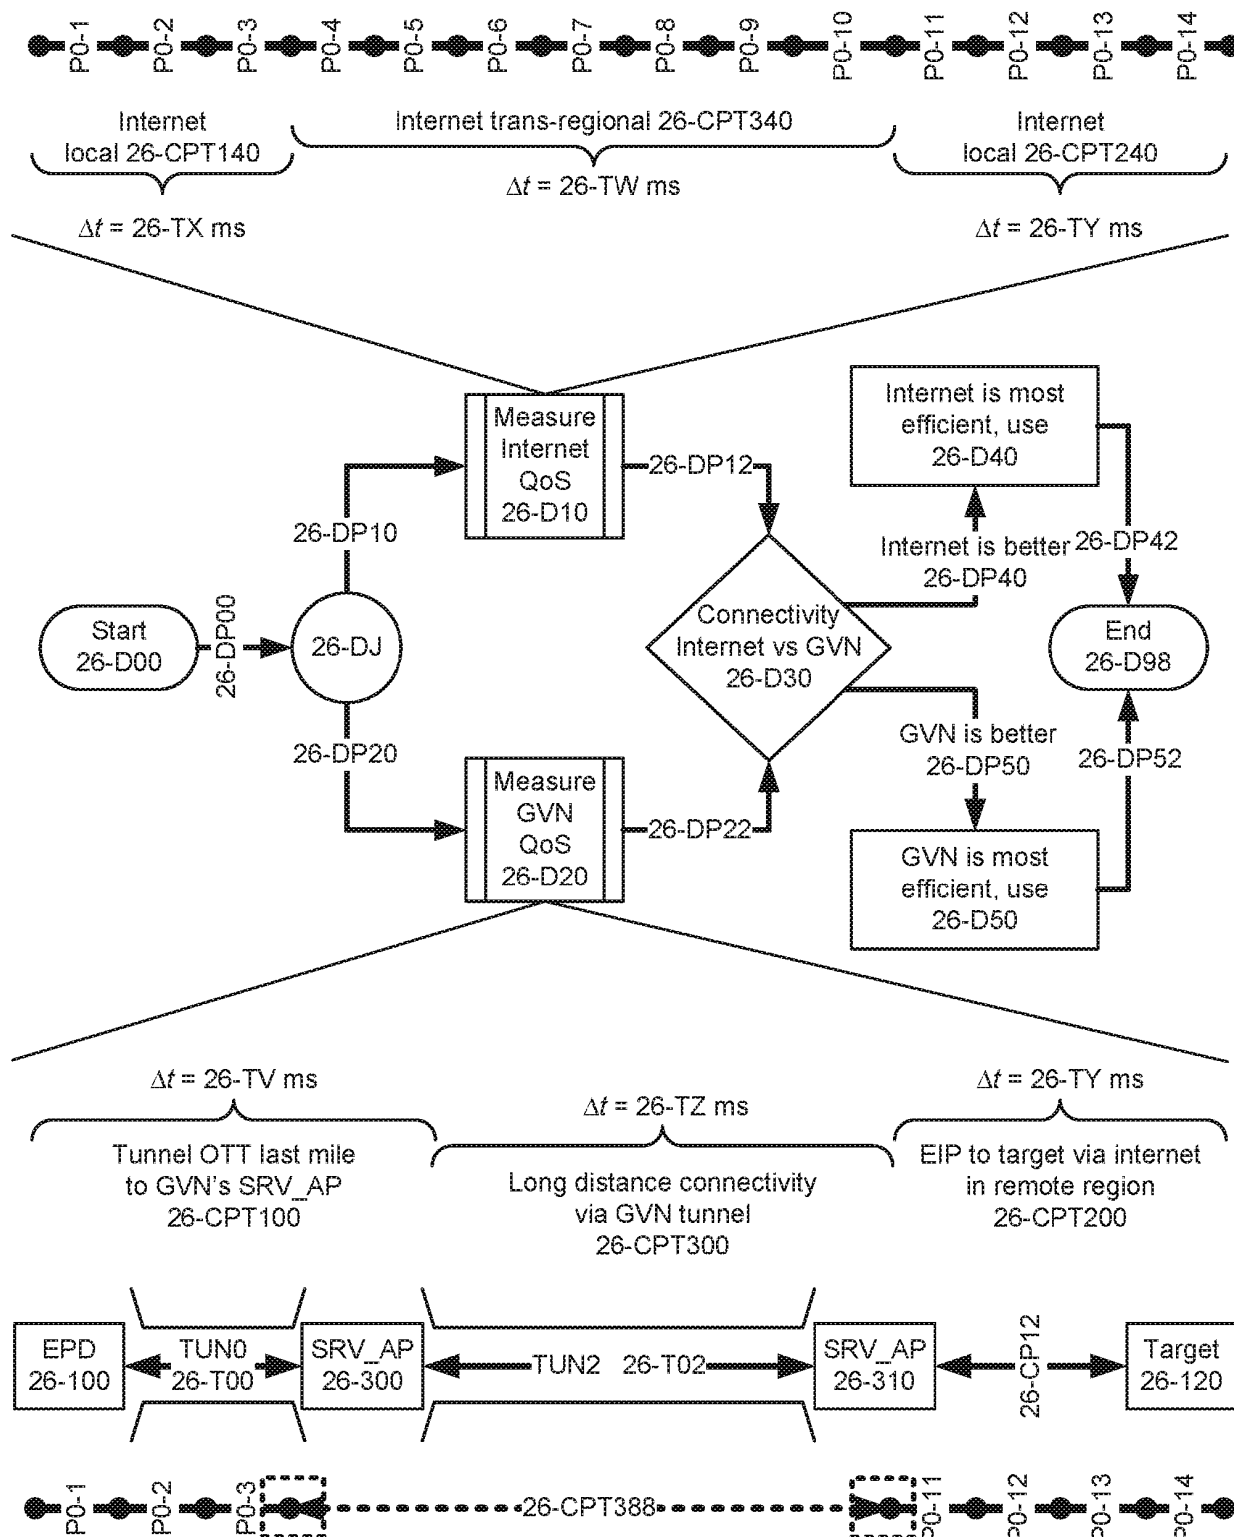 P0-1
P0-2
P0-3
P0-4
P0-5
P0-6
P0-7
P0-8
P0-9
P0-10
P0-11
P0-12
P0-13
P0-14
Internet
local 26-CPT140
Internet trans-regional 26-CPT340
Internet
local 26-CPT240
Δt = 26-TX ms
Δt = 26-TW ms
Δt = 26-TY ms
Measure
Internet
QoS
26-D10
Internet is most
efficient, use
26-D40
26-DP12
26-DP10
Internet is better
26-DP40
26-DP42
Start
26-D00
26-DP00
26-DJ
Connectivity
Internet vs GVN
26-D30
End
26-D98
26-DP20
GVN is better
26-DP50
26-DP52
Measure
GVN
QoS
26-D20
26-DP22
GVN is most
efficient, use
26-D50
Δt = 26-TV ms
Δt = 26-TZ ms
Δt = 26-TY ms
Tunnel OTT last mile
to GVN's SRV_AP
26-CPT100
Long distance connectivity
via GVN tunnel
26-CPT300
EIP to target via internet
in remote region
26-CPT200
EPD
26-100
TUN0
26-T00
SRV_AP
26-300
TUN2 26-T02
SRV_AP
26-310
26-CP12
Target
26-120
P0-1
P0-2
P0-3
26-CPT388
P0-11
P0-12
P0-13
P0-14